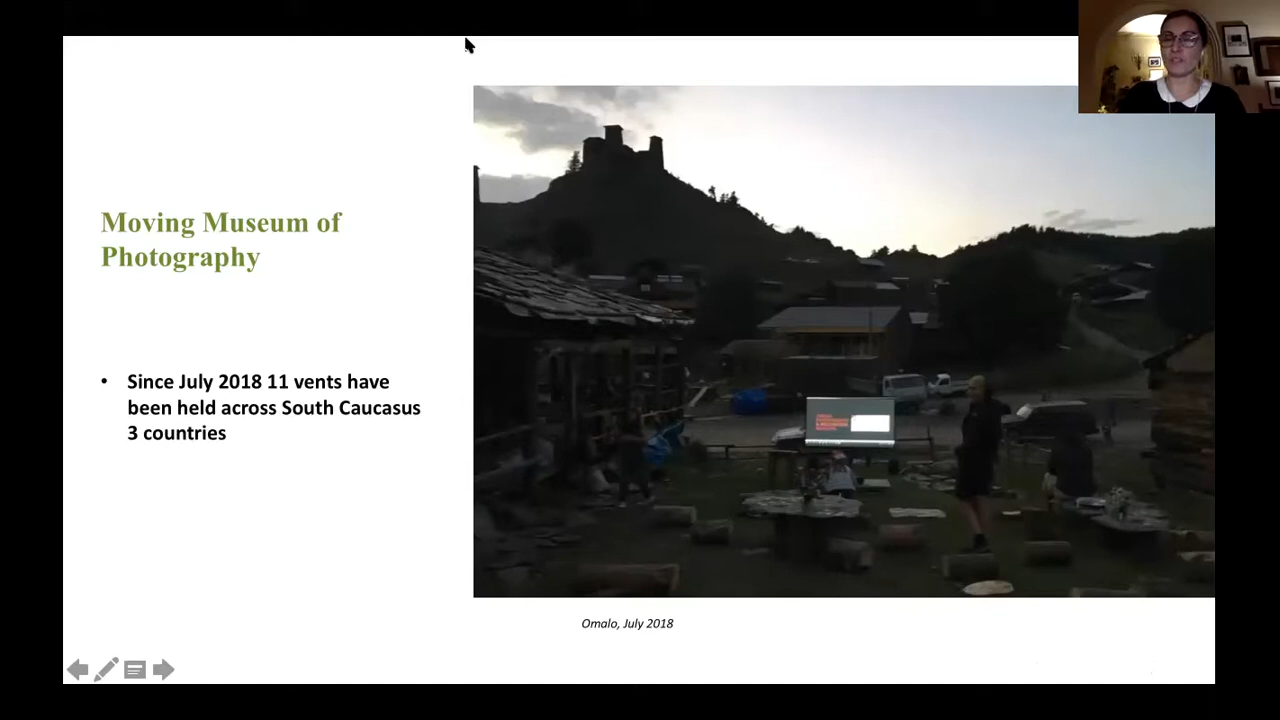 Moving Museum of
Photography
• Since July 2018 11 vents have
been held across South Caucasus
3 countries
Omalo, July 2018